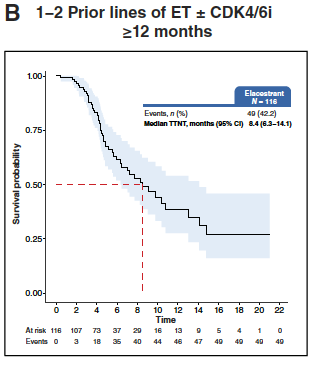 B 1–2 Prior lines of ET ± CDK4/6i
≥12 months
Elacestrant
N = 116
Events, n (%) 49 (42.2)
Median TTNT, months (95% CI) 8.4 (6.3–14.1)
Survival probability
1.00
0.75
0.50
0.25
0.00
0 2 4 6 8 10 12 14 16 18 20 22
Time
At risk 116 107 73 37 29 16 13 9 5 4 1 0
Events 0 3 18 35 40 44 46 47 49 49 49 49